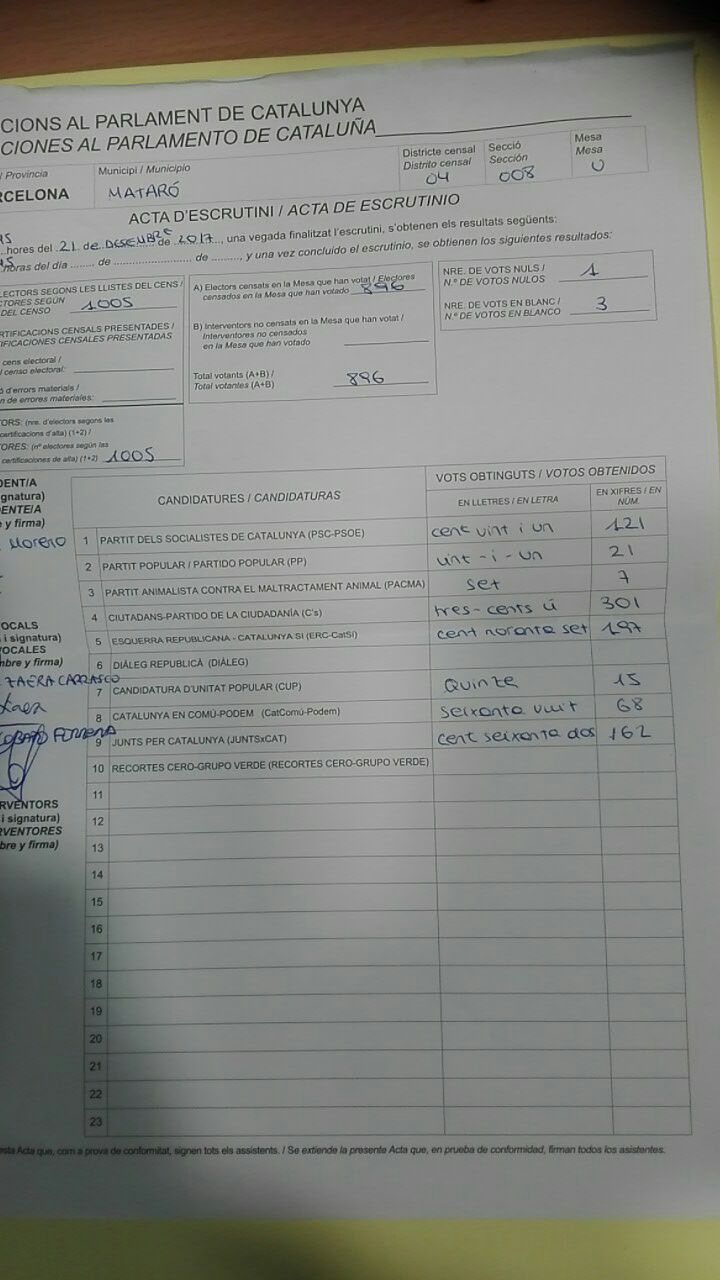 CIONS AL PARLAMENT DE CATALUNYA
CIONES AL PARLAMENTO DE CATALUÑA
/ Provincia
RCELONA
Municipi / Municipio
MATARÓ
Districte censal
Distrito censal
04
Secció
Sección
008
Mesa
Mesa
U
ACTA D'ESCRUTINI / ACTA DE ESCRUTINIO
hores del 21 de DESEMBRE de 2017, una vegada finalitzat l'escrutini, s'obtenen els resultats següents:
horas del día ........ de ........................ de ........, y una vez concluido el escrutinio, se obtienen los siguientes resultados:
LECTORS SEGONS LES LLISTES DEL CENS /
CTORES SEGÚN
DEL CENSO 1005
RTIFICACIONS CENSALS PRESENTADES /
IFICACIONES CENSALES PRESENTADAS
cens electoral /
censo electoral:
ó d'errors materials /
n de errores materiales:
TORS: (nre. d'electors segons les
certificacions d'alta) (1+2) /
TORES: (nº electores según las
certificaciones de alta) (1+2) 1005
A) Electors censats en la Mesa que han votat / Electores
censados en la Mesa que han votado 896
B) Interventors no censats en la Mesa que han votat /
Interventores no censados
en la Mesa que han votado
Total votants (A+B) /
Total votantes (A+B) 896
NRE. DE VOTS NULS /
N.º DE VOTOS NULOS 1
NRE. DE VOTS EN BLANC /
N.º DE VOTOS EN BLANCO 3
DENT/A
gnatura)
DENTE/A
e y firma)
Moreno
OCALS
i signatura)
VOCALES
mbre y firma)
ZAERA CARRASCO
ERVENTORS
i signatura)
RVENTORES
bre y firma)
CANDIDATURES / CANDIDATURAS
VOTS OBTINGUTS / VOTOS OBTENIDOS
EN LLETRES / EN LETRA
EN XIFRES / EN NÚM.
1 PARTIT DELS SOCIALISTES DE CATALUNYA (PSC-PSOE) cent vint i un 121
2 PARTIT POPULAR / PARTIDO POPULAR (PP) vint-i-un 21
3 PARTIT ANIMALISTA CONTRA EL MALTRACTAMENT ANIMAL (PACMA) set 7
4 CIUTADANS-PARTIDO DE LA CIUDADANÍA (C's) tres-cents ú 301
5 ESQUERRA REPUBLICANA - CATALUNYA SÍ (ERC-CatSí) cent noranta set 197
6 DIÀLEG REPUBLICÀ (DIÀLEG)
7 CANDIDATURA D'UNITAT POPULAR (CUP) Quinze 15
8 CATALUNYA EN COMÚ-PODEM (CatComú-Podem) seixanta vuit 68
9 JUNTS PER CATALUNYA (JUNTSxCAT) cent seixanta dos 162
10 RECORTES CERO-GRUPO VERDE (RECORTES CERO-GRUPO VERDE)
11
12
13
14
15
16
17
18
19
20
21
22
23
esta Acta que, com a prova de conformitat, signen tots els assistents. / Se extiende la presente Acta que, en prueba de conformidad, firman todos los asistentes.